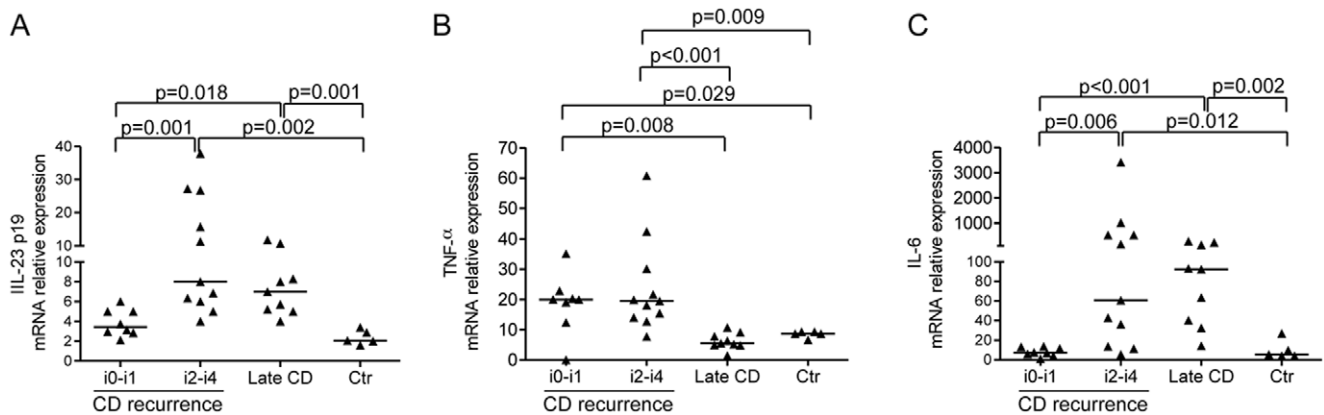 A
p=0.018
p=0.001
p=0.001
p=0.002
IIL-23 p19
mRNA relative expression
40
30
20
10
10
8
6
4
2
0
i0-i1
i2-i4
Late CD
Ctr
CD recurrence
B
p=0.009
p<0.001
p=0.029
p=0.008
TNF-α
mRNA relative expression
70
60
50
40
30
20
10
0
i0-i1
i2-i4
Late CD
Ctr
CD recurrence
C
p<0.001
p=0.002
p=0.006
p=0.012
IL-6
mRNA relative expression
4000
3000
2000
1000
100
80
60
40
20
0
i0-i1
i2-i4
Late CD
Ctr
CD recurrence